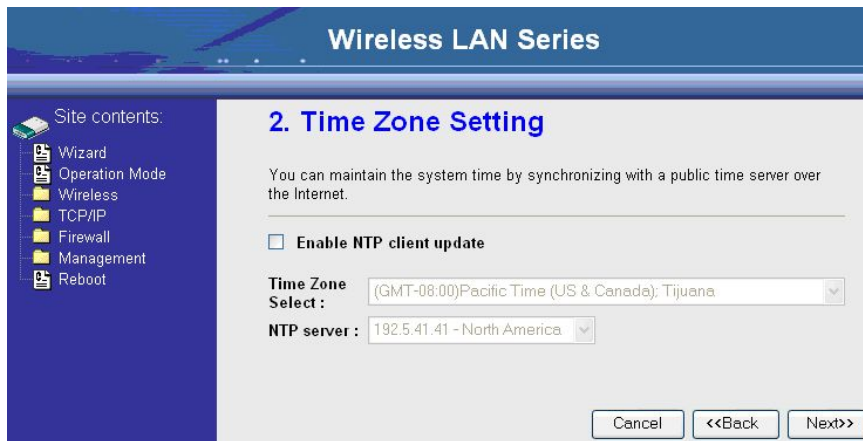 Wireless LAN Series
Site contents:
Wizard
Operation Mode
Wireless
TCP/IP
Firewall
Management
Reboot
2. Time Zone Setting
You can maintain the system time by synchronizing with a public time server over
the Internet.
Enable NTP client update
Time Zone
Select :
(GMT-08:00)Pacific Time (US & Canada); Tijuana
NTP server :
192.5.41.41 - North America
Cancel
<<Back
Next>>